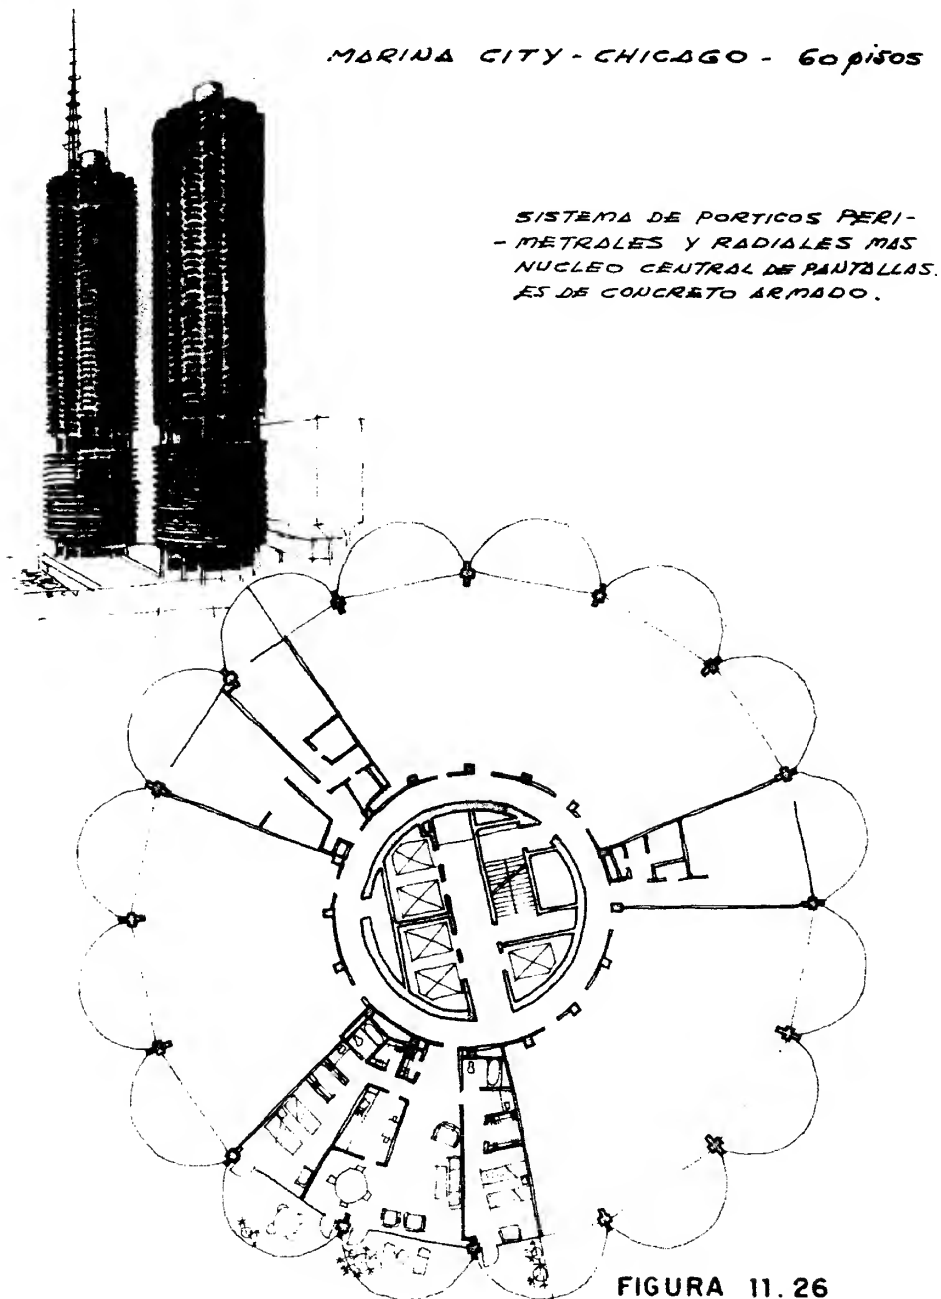 MARINA CITY - CHICAGO - 60 pisos
SISTEMA DE PORTICOS PERI-
- METRALES Y RADIALES MAS
NUCLEO CENTRAL DE PANTALLAS.
ES DE CONCRETO ARMADO.
FIGURA 11.26